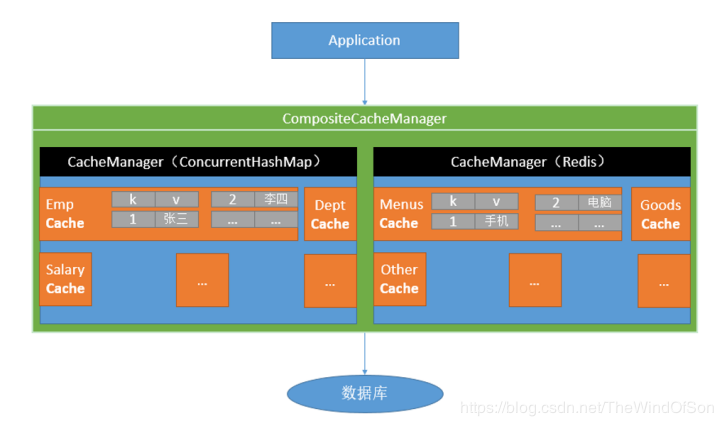 Application
CompositeCacheManager
CacheManager（ConcurrentHashMap）
Emp
Cache
k
v
2
李四
1
张三
...
...
Dept
Cache
Salary
Cache
...
...
CacheManager（Redis）
Menus
Cache
k
v
2
电脑
1
手机
...
...
Goods
Cache
Other
Cache
...
...
数据库
https://blog.csdn.net/TheWindOfSon